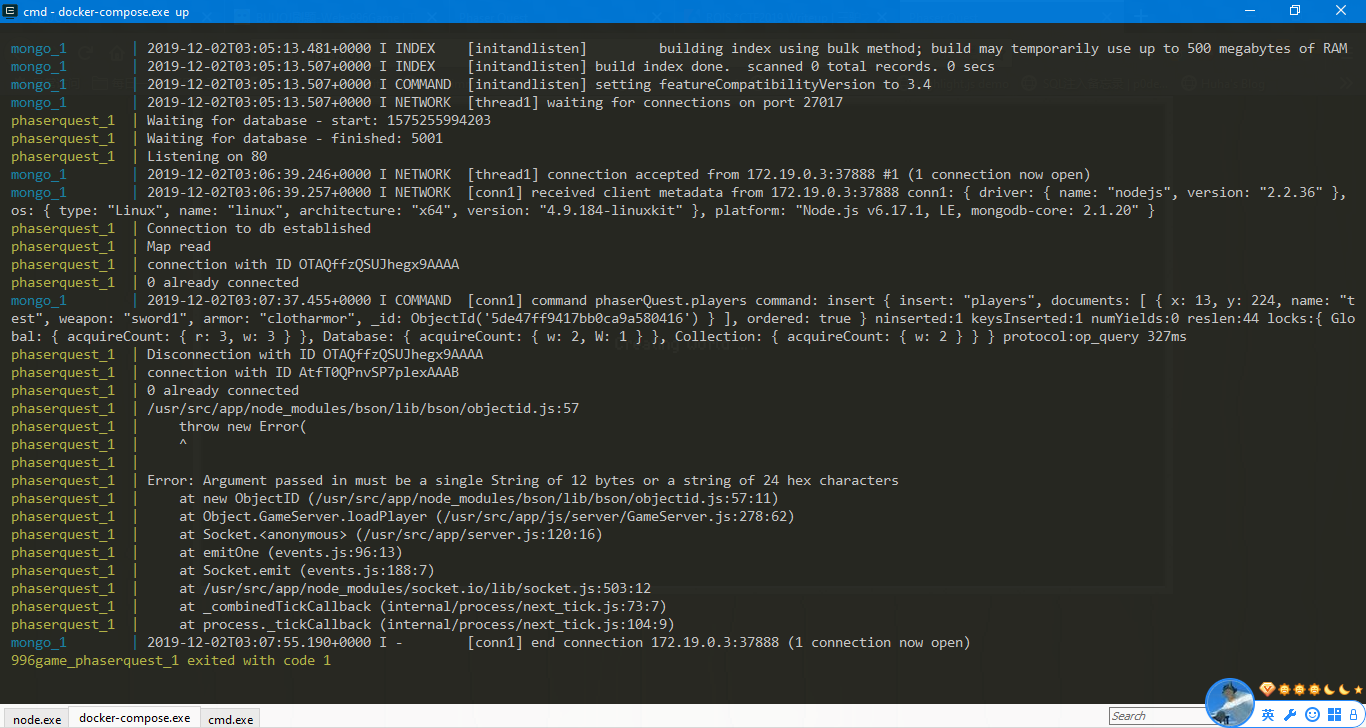 cmd - docker-compose.exe up
mongo_1 | 2019-12-02T03:05:13.481+0000 I INDEX [initandlisten] building index using bulk method; build may temporarily use up to 500 megabytes of RAM
mongo_1 | 2019-12-02T03:05:13.507+0000 I INDEX [initandlisten] build index done. scanned 0 total records. 0 secs
mongo_1 | 2019-12-02T03:05:13.507+0000 I COMMAND [initandlisten] setting featureCompatibilityVersion to 3.4
mongo_1 | 2019-12-02T03:05:13.507+0000 I NETWORK [thread1] waiting for connections on port 27017
phaserquest_1 | Waiting for database - start: 1575255994203
phaserquest_1 | Waiting for database - finished: 5001
phaserquest_1 | Listening on 80
mongo_1 | 2019-12-02T03:06:39.246+0000 I NETWORK [thread1] connection accepted from 172.19.0.3:37888 #1 (1 connection now open)
mongo_1 | 2019-12-02T03:06:39.257+0000 I NETWORK [conn1] received client metadata from 172.19.0.3:37888 conn1: { driver: { name: "nodejs", version: "2.2.36" },
os: { type: "Linux", name: "linux", architecture: "x64", version: "4.9.184-linuxkit" }, platform: "Node.js v6.17.1, LE, mongodb-core: 2.1.20" }
phaserquest_1 | Connection to db established
phaserquest_1 | Map read
phaserquest_1 | connection with ID OTAQffzQSUJhegx9AAAA
phaserquest_1 | 0 already connected
mongo_1 | 2019-12-02T03:07:37.455+0000 I COMMAND [conn1] command phaserQuest.players command: insert { insert: "players", documents: [ { x: 13, y: 224, name: "t
est", weapon: "sword1", armor: "clotharmor", _id: ObjectId('5de47ff9417bb0ca9a580416') } ], ordered: true } ninserted:1 keysInserted:1 numYields:0 reslen:44 locks:{ Glo
bal: { acquireCount: { r: 3, w: 3 } }, Database: { acquireCount: { w: 2, W: 1 } }, Collection: { acquireCount: { w: 2 } } } protocol:op_query 327ms
phaserquest_1 | Disconnection with ID OTAQffzQSUJhegx9AAAA
phaserquest_1 | connection with ID AtfT0QPnvSP7plexAAAB
phaserquest_1 | 0 already connected
phaserquest_1 | /usr/src/app/node_modules/bson/lib/bson/objectid.js:57
phaserquest_1 | throw new Error(
phaserquest_1 | ^
phaserquest_1 |
phaserquest_1 | Error: Argument passed in must be a single String of 12 bytes or a string of 24 hex characters
phaserquest_1 | at new ObjectID (/usr/src/app/node_modules/bson/lib/bson/objectid.js:57:11)
phaserquest_1 | at Object.GameServer.loadPlayer (/usr/src/app/js/server/GameServer.js:278:62)
phaserquest_1 | at Socket.<anonymous> (/usr/src/app/server.js:120:16)
phaserquest_1 | at emitOne (events.js:96:13)
phaserquest_1 | at Socket.emit (events.js:188:7)
phaserquest_1 | at /usr/src/app/node_modules/socket.io/lib/socket.js:503:12
phaserquest_1 | at _combinedTickCallback (internal/process/next_tick.js:73:7)
phaserquest_1 | at process._tickCallback (internal/process/next_tick.js:104:9)
mongo_1 | 2019-12-02T03:07:55.190+0000 I - [conn1] end connection 172.19.0.3:37888 (1 connection now open)
996game_phaserquest_1 exited with code 1
node.exe docker-compose.exe cmd.exe Search 英